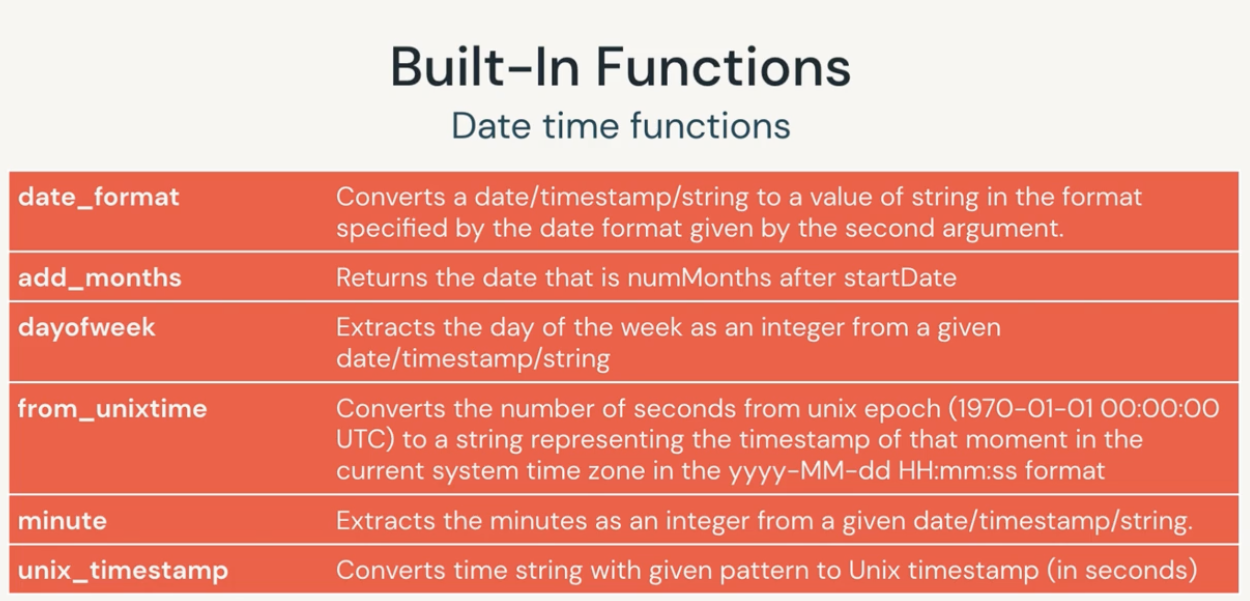 Built-In Functions
Date time functions
date_format
Converts a date/timestamp/string to a value of string in the format
specified by the date format given by the second argument.
add_months
Returns the date that is numMonths after startDate
dayofweek
Extracts the day of the week as an integer from a given
date/timestamp/string
from_unixtime
Converts the number of seconds from unix epoch (1970-01-01 00:00:00
UTC) to a string representing the timestamp of that moment in the
current system time zone in the yyyy-MM-dd HH:mm:ss format
minute
Extracts the minutes as an integer from a given date/timestamp/string.
unix_timestamp
Converts time string with given pattern to Unix timestamp (in seconds)